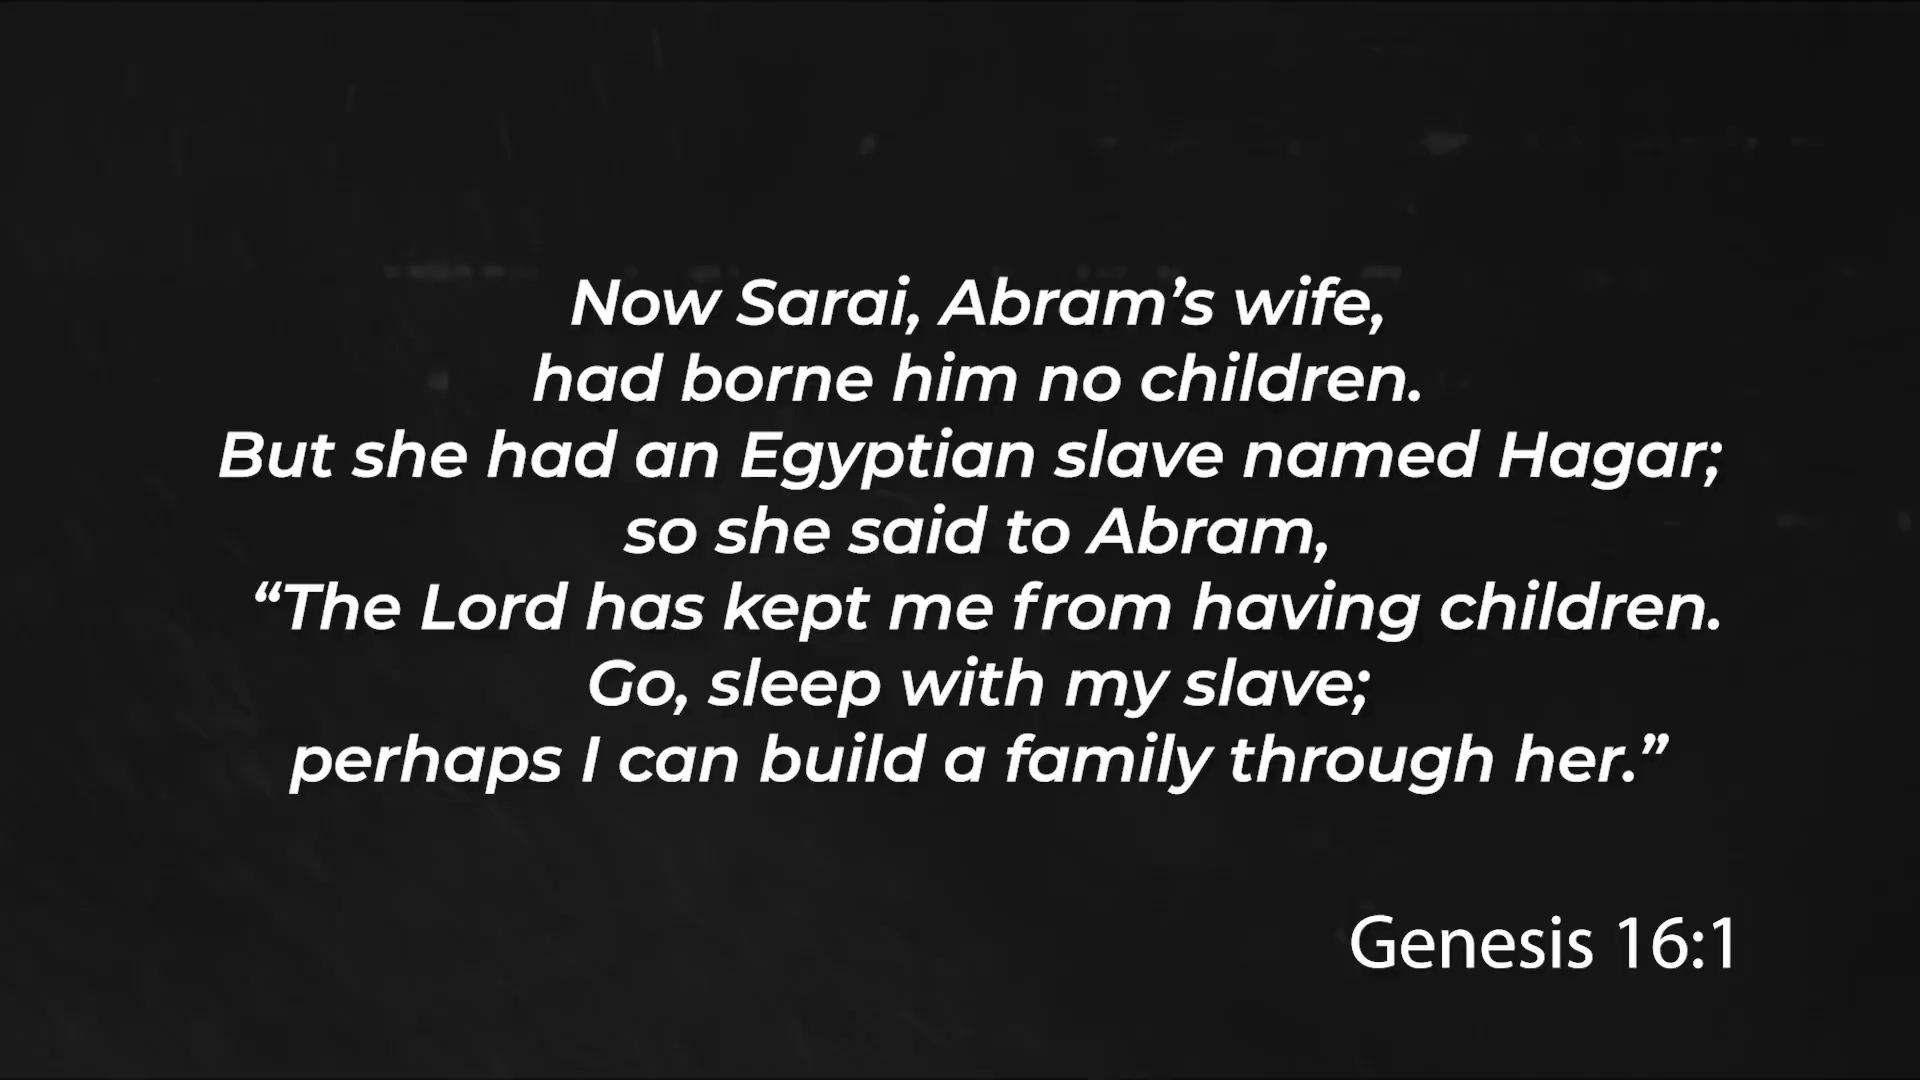 Now Sarai, Abram’s wife,
had borne him no children.
But she had an Egyptian slave named Hagar;
so she said to Abram,
“The Lord has kept me from having children.
Go, sleep with my slave;
perhaps I can build a family through her.”
Genesis 16:1